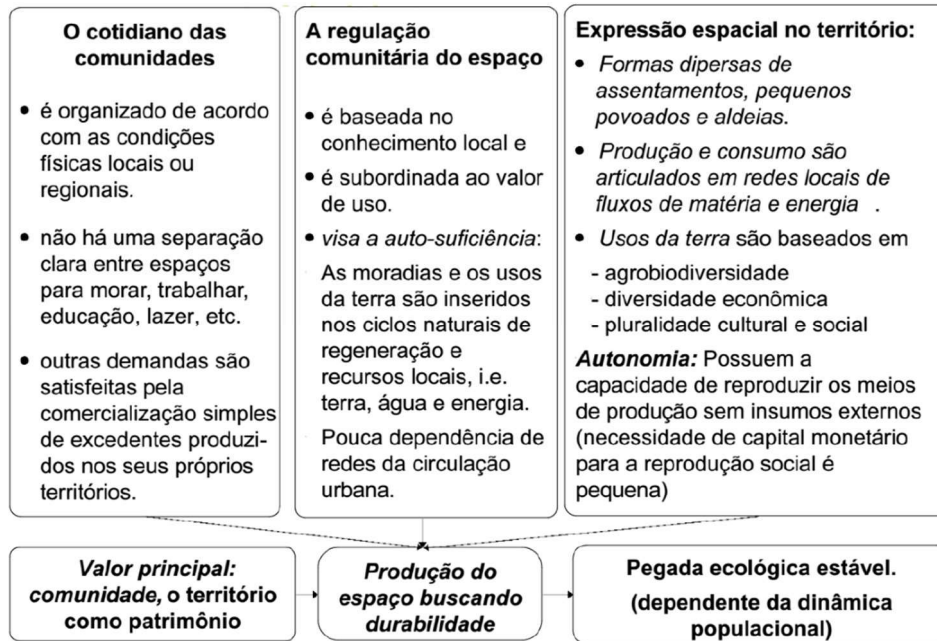 O cotidiano das
comunidades
• é organizado de acordo
com as condições
físicas locais ou
regionais.
• não há uma separação
clara entre espaços
para morar, trabalhar,
educação, lazer, etc.
• outras demandas são
satisfeitas pela
comercialização simples
de excedentes produzi-
dos nos seus próprios
territórios.
A regulação
comunitária do espaço
• é baseada no
conhecimento local e
• é subordinada ao valor
de uso.
• visa a auto-suficiência:
As moradias e os usos
da terra são inseridos
nos ciclos naturais de
regeneração e
recursos locais, i.e.
terra, água e energia.
Pouca dependência de
redes da circulação
urbana.
Expressão espacial no território:
• Formas dispersas de
assentamentos, pequenos
povoados e aldeias.
• Produção e consumo são
articulados em redes locais de
fluxos de matéria e energia .
• Usos da terra são baseados em
- agrobiodiversidade
- diversidade econômica
- pluralidade cultural e social
Autonomia: Possuem a
capacidade de reproduzir os meios
de produção sem insumos externos
(necessidade de capital monetário
para a reprodução social é
pequena)
Valor principal:
comunidade, o território
como patrimônio
Produção do
espaço buscando
durabilidade
Pegada ecológica estável.
(dependente da dinâmica
populacional)